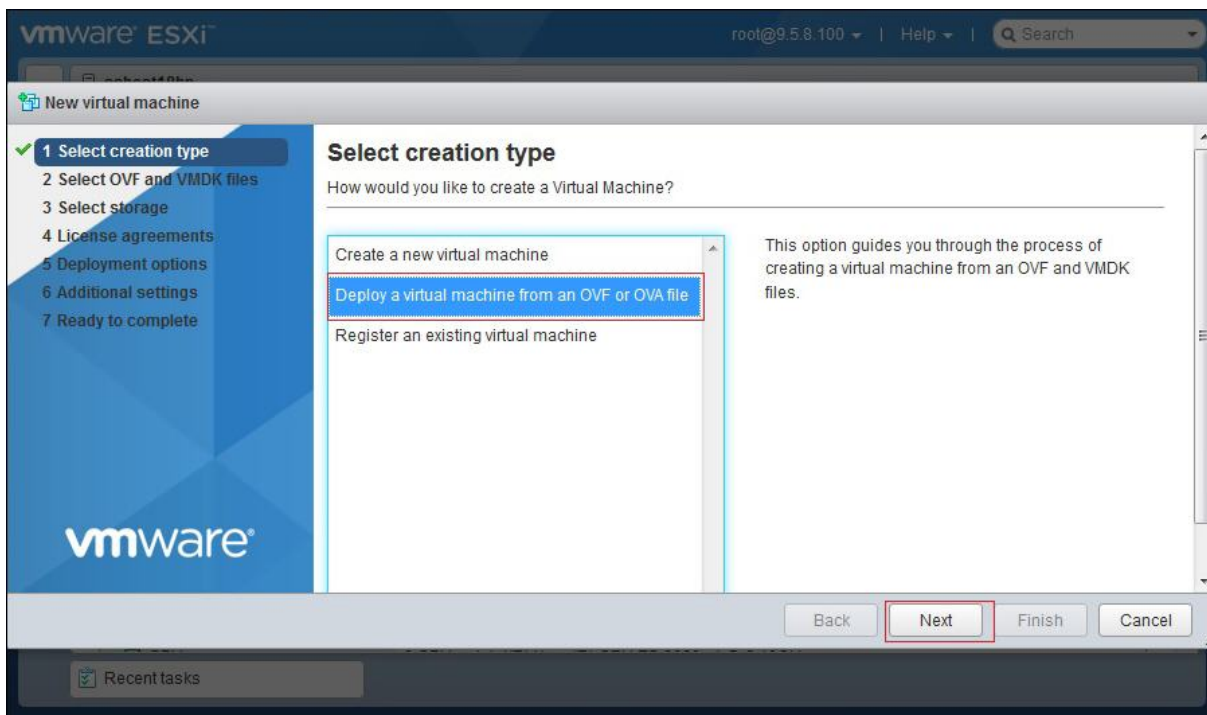 vmware® ESXi™
root@9.5.8.100 | Help | Search
New virtual machine
1 Select creation type
2 Select OVF and VMDK files
3 Select storage
4 License agreements
5 Deployment options
6 Additional settings
7 Ready to complete
vmware®
Select creation type
How would you like to create a Virtual Machine?
Create a new virtual machine
Deploy a virtual machine from an OVF or OVA file
Register an existing virtual machine
This option guides you through the process of
creating a virtual machine from an OVF and VMDK
files.
Back Next Finish Cancel
Recent tasks